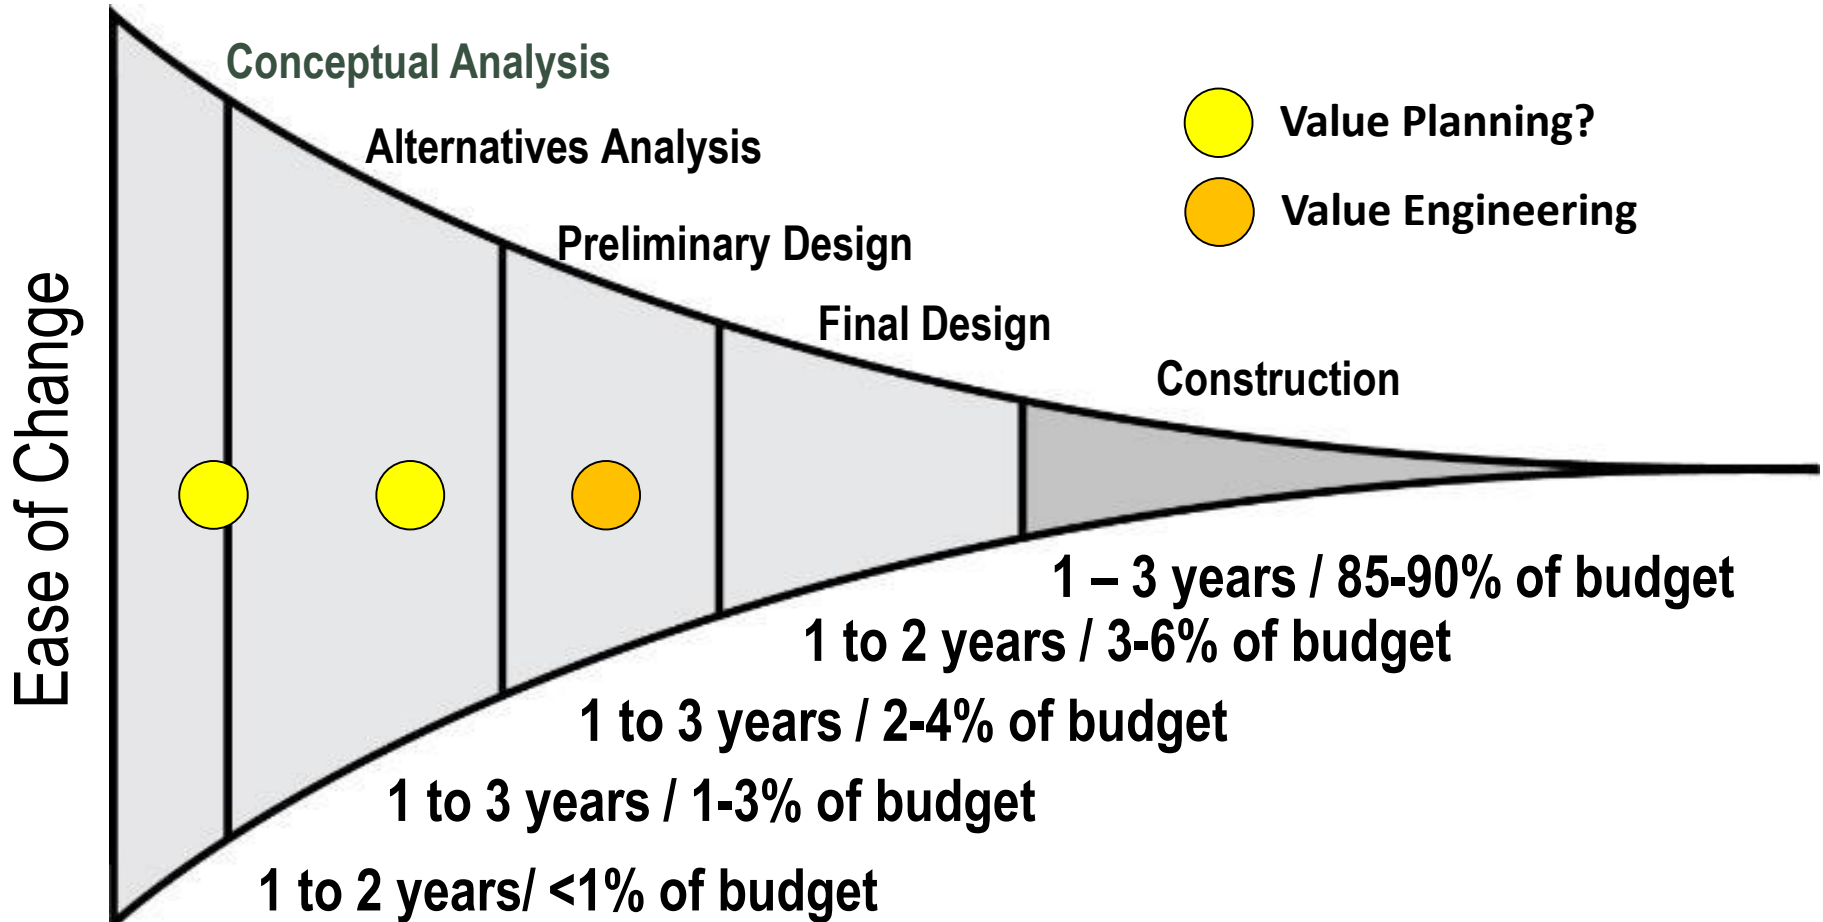 Conceptual Analysis
Alternatives Analysis
Preliminary Design
Final Design
Construction
Value Planning?
Value Engineering
Ease of Change
1 – 3 years / 85-90% of budget
1 to 2 years / 3-6% of budget
1 to 3 years / 2-4% of budget
1 to 3 years / 1-3% of budget
1 to 2 years/ <1% of budget